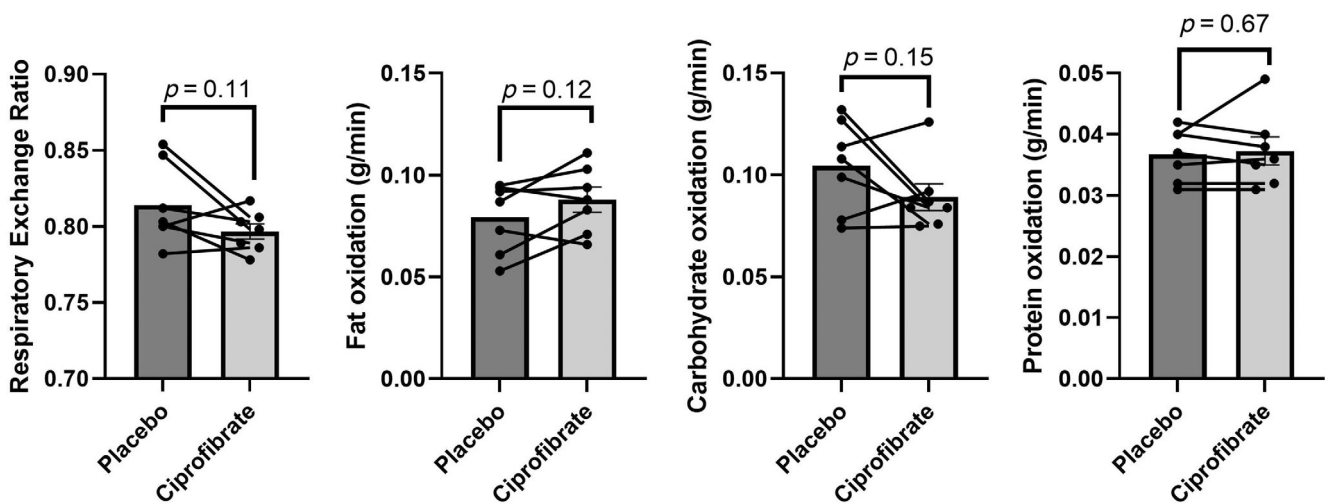 Respiratory Exchange Ratio
0.90
0.85
0.80
0.75
0.70
p = 0.11
Placebo
Ciprofibrate
Fat oxidation (g/min)
0.15
0.10
0.05
0.00
p = 0.12
Placebo
Ciprofibrate
Carbohydrate oxidation (g/min)
0.15
0.10
0.05
0.00
p = 0.15
Placebo
Ciprofibrate
Protein oxidation (g/min)
0.05
0.04
0.03
0.02
0.01
0.00
p = 0.67
Placebo
Ciprofibrate